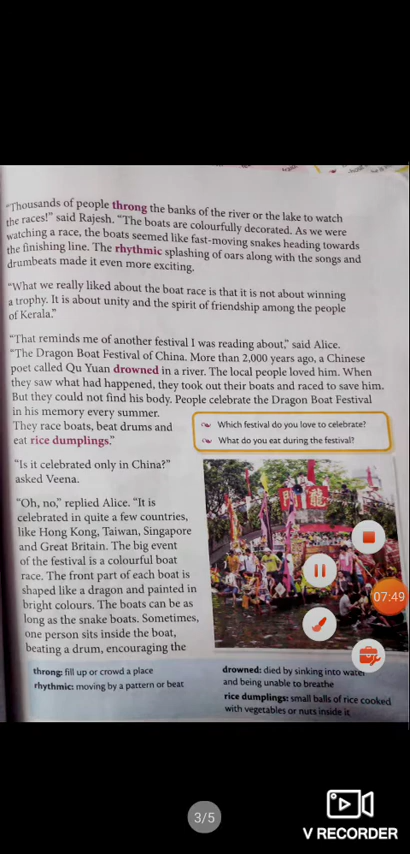 "Thousands of people throng the banks of the river or the lake to watch
the races!" said Rajesh. "The boats are colourfully decorated. As we were
watching a race, the boats seemed like fast-moving snakes heading towards
the finishing line. The rhythmic splashing of oars along with the songs and
drumbeats made it even more exciting.
"What we really liked about the boat race is that it is not about winning
a trophy. It is about unity and the spirit of friendship among the people
of Kerala."
"That reminds me of another festival I was reading about," said Alice.
"The Dragon Boat Festival of China. More than 2,000 years ago, a Chinese
poet called Qu Yuan drowned in a river. The local people loved him. When
they saw what had happened, they took out their boats and raced to save him.
But they could not find his body. People celebrate the Dragon Boat Festival
in his memory every summer.
They race boats, beat drums and
eat rice dumplings."
Which festival do you love to celebrate?
What do you eat during the festival?
"Is it celebrated only in China?"
asked Veena.
"Oh, no," replied Alice. "It is
celebrated in quite a few countries,
like Hong Kong, Taiwan, Singapore
and Great Britain. The big event
of the festival is a colourful boat
race. The front part of each boat is
shaped like a dragon and painted in
bright colours. The boats can be as
long as the snake boats. Sometimes,
one person sits inside the boat,
beating a drum, encouraging the
龍
門
07:49
throng: fill up or crowd a place
rhythmic: moving by a pattern or beat
drowned: died by sinking into water
and being unable to breathe
rice dumplings: small balls of rice cooked
with vegetables or nuts inside it
3/5
V RECORDER